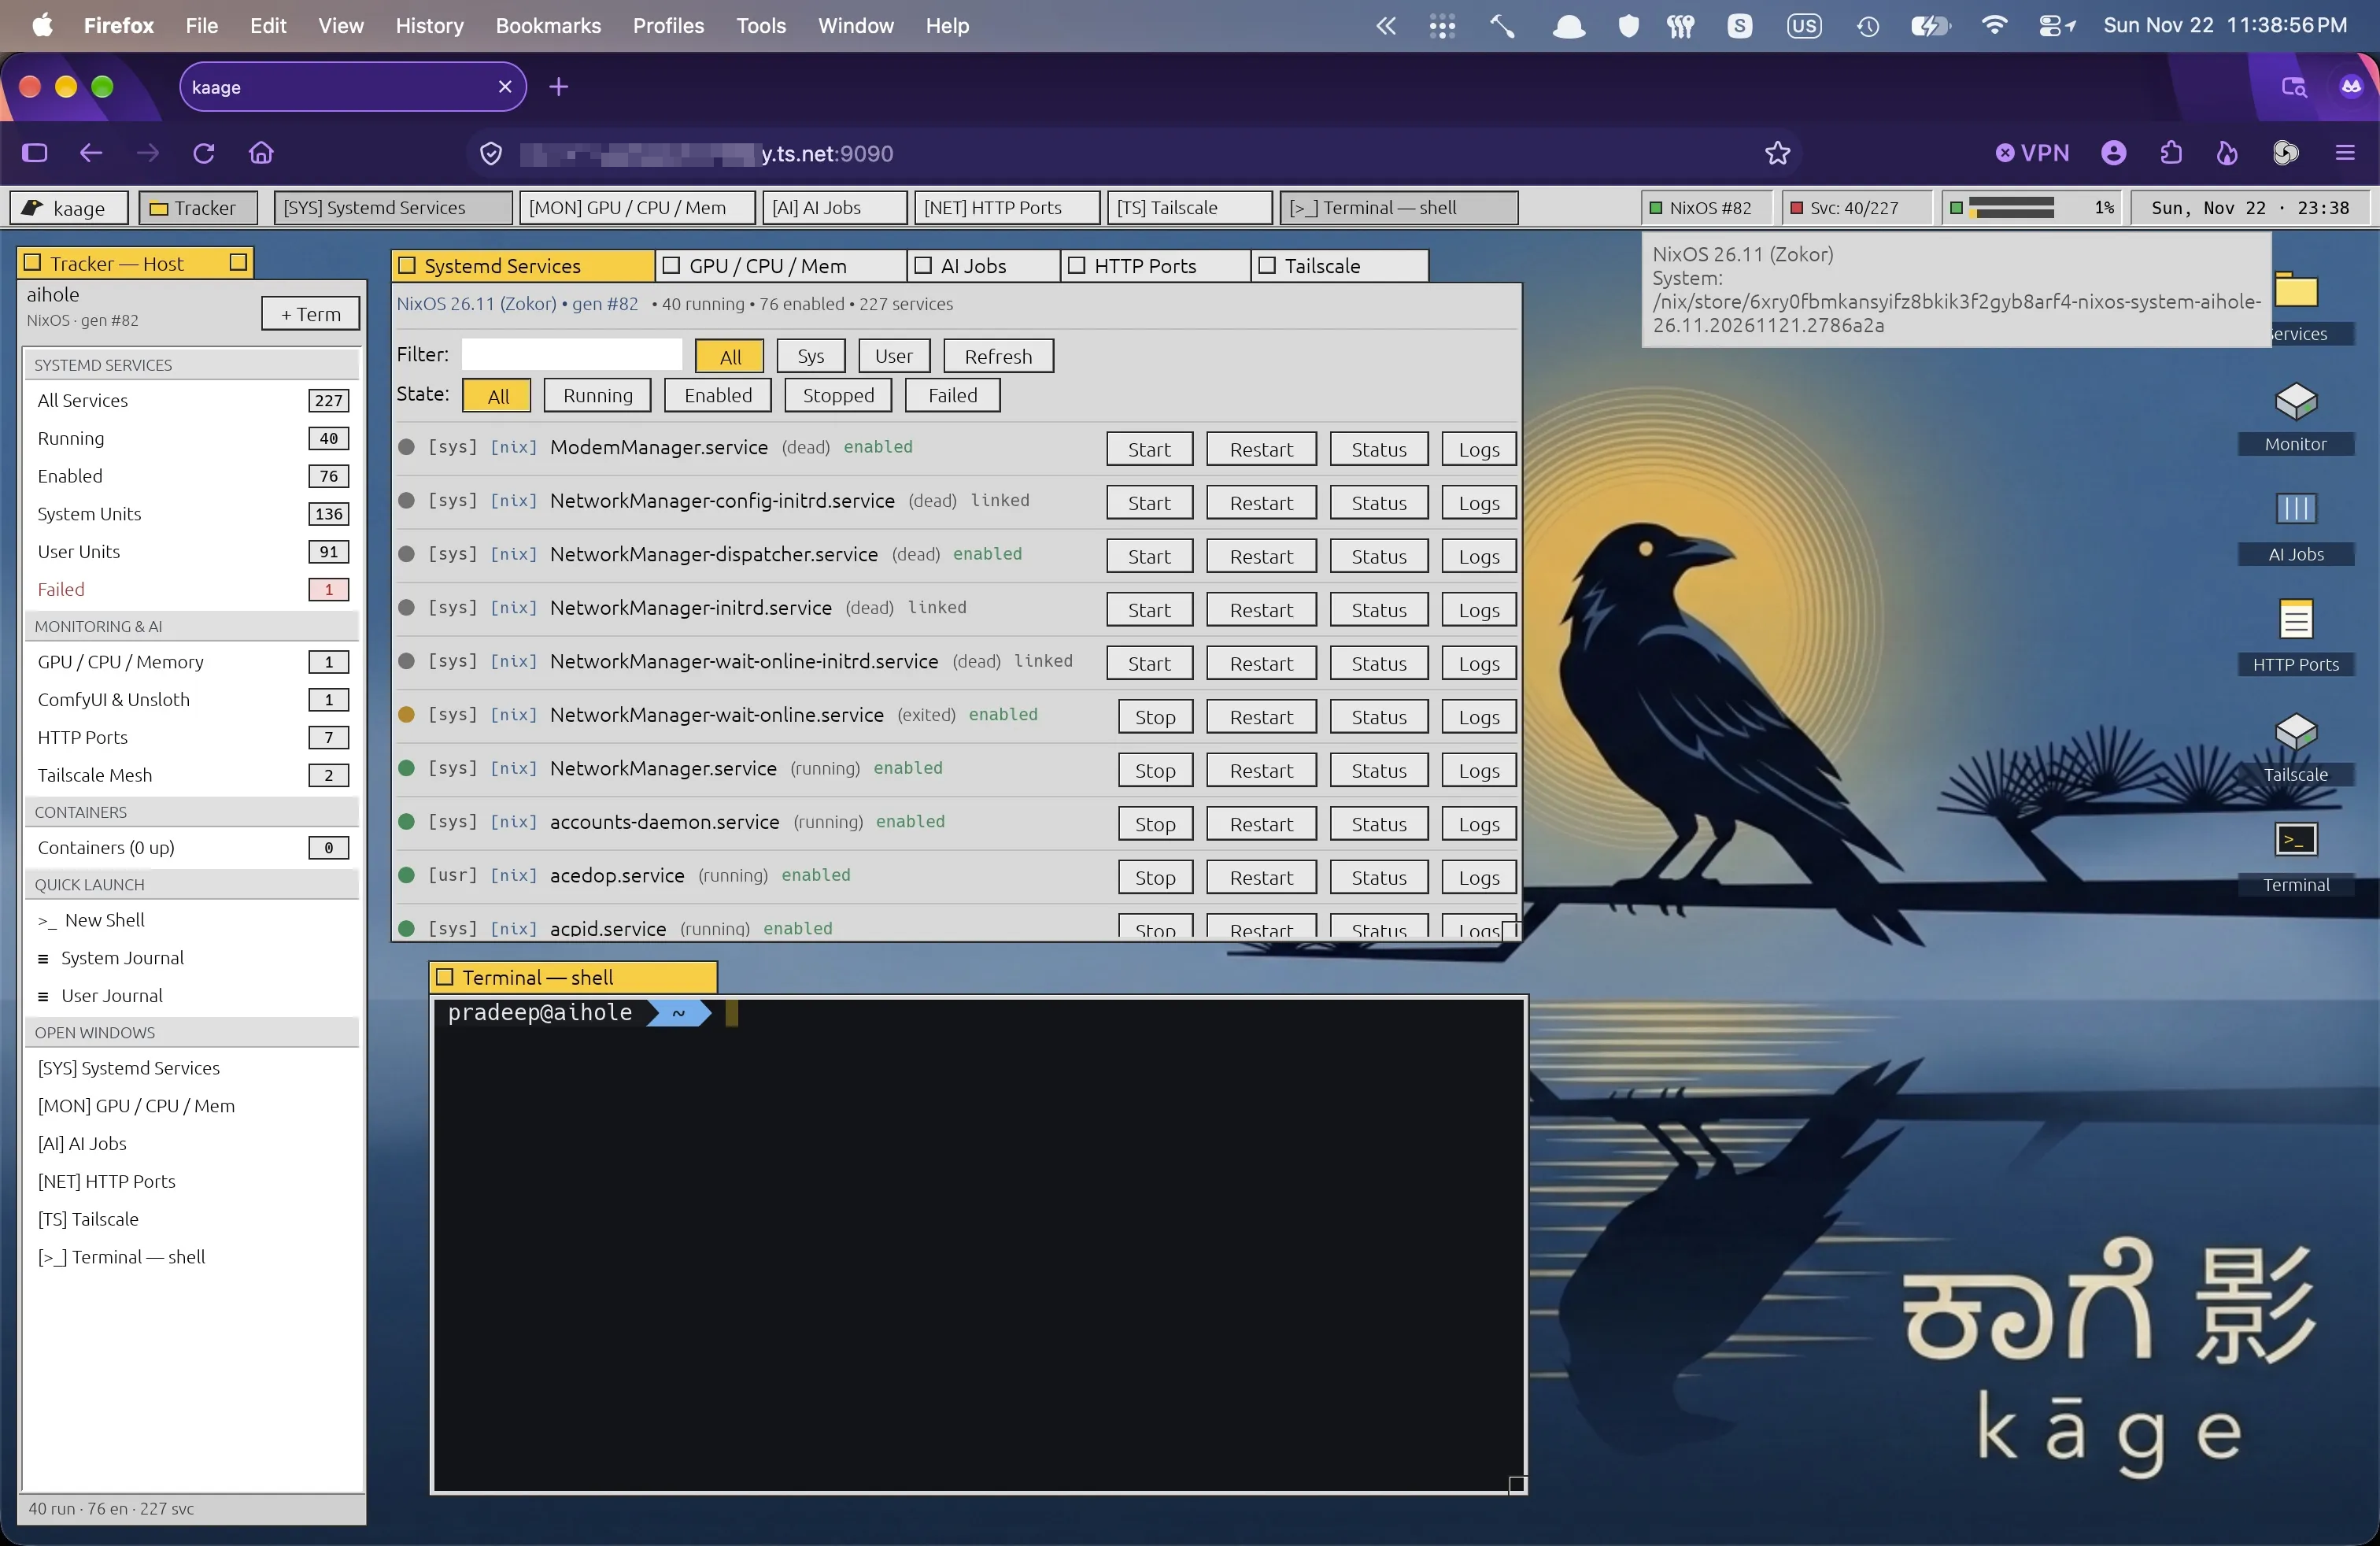 Firefox File Edit View History Bookmarks Profiles Tools Window Help S US Sun Nov 22 11:38:56 PM
kaage
y.ts.net:9090 VPN
kaage Tracker [SYS] Systemd Services [MON] GPU / CPU / Mem [AI] AI Jobs [NET] HTTP Ports [TS] Tailscale [>_] Terminal — shell NixOS #82 Svc: 40/227 1% Sun, Nov 22 · 23:38
Tracker — Host
aihole
NixOS · gen #82
+ Term
SYSTEMD SERVICES
All Services 227
Running 40
Enabled 76
System Units 136
User Units 91
Failed 1
MONITORING & AI
GPU / CPU / Memory 1
ComfyUI & Unsloth 1
HTTP Ports 7
Tailscale Mesh 2
CONTAINERS
Containers (0 up) 0
QUICK LAUNCH
>_ New Shell
≡ System Journal
≡ User Journal
OPEN WINDOWS
[SYS] Systemd Services
[MON] GPU / CPU / Mem
[AI] AI Jobs
[NET] HTTP Ports
[TS] Tailscale
[>_] Terminal — shell
40 run · 76 en · 227 svc
Systemd Services GPU / CPU / Mem AI Jobs HTTP Ports Tailscale
NixOS 26.11 (Zokor) • gen #82 • 40 running • 76 enabled • 227 services
Filter: All Sys User Refresh
State: All Running Enabled Stopped Failed
[sys] [nix] ModemManager.service (dead) enabled Start Restart Status Logs
[sys] [nix] NetworkManager-config-initrd.service (dead) linked Start Restart Status Logs
[sys] [nix] NetworkManager-dispatcher.service (dead) enabled Start Restart Status Logs
[sys] [nix] NetworkManager-initrd.service (dead) linked Start Restart Status Logs
[sys] [nix] NetworkManager-wait-online-initrd.service (dead) linked Start Restart Status Logs
[sys] [nix] NetworkManager-wait-online.service (exited) enabled Stop Restart Status Logs
[sys] [nix] NetworkManager.service (running) enabled Stop Restart Status Logs
[sys] [nix] accounts-daemon.service (running) enabled Stop Restart Status Logs
[usr] [nix] acedop.service (running) enabled Stop Restart Status Logs
[sys] [nix] acpid.service (running) enabled Stop Restart Status Logs
Terminal — shell
pradeep@aihole ~
NixOS 26.11 (Zokor)
System:
/nix/store/6xry0fbmkansyifz8bkik3f2gyb8arf4-nixos-system-aihole-
26.11.20261121.2786a2a
ervices
Monitor
AI Jobs
HTTP Ports
Tailscale
>_
Terminal
ಕಾಗೆ 影
kāge